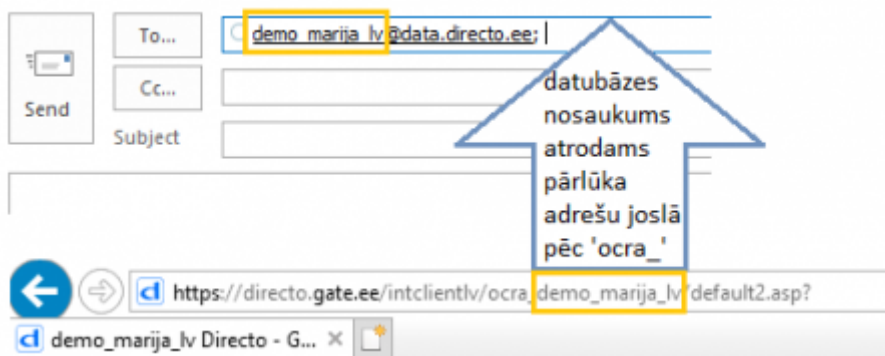 To...
demo_marija_lv@data.directo.ee;
Cc...
Send
Subject
datubāzes
nosaukums
atrodams
pārlūka
adrešu joslā
pēc 'ocra_'
https://directo.gate.ee/intclientlv/ocra_demo_marija_lv/default2.asp?
demo_marija_lv Directo - G...